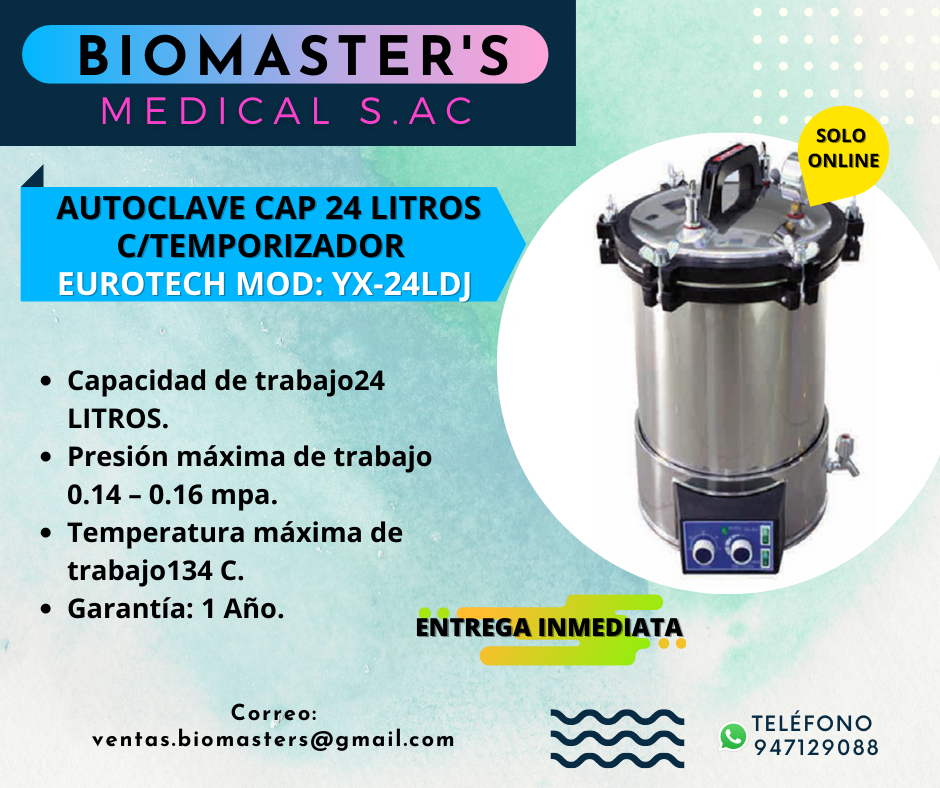 BIOMASTER'S
MEDICAL S.AC
SOLO
ONLINE
AUTOCLAVE CAP 24 LITROS
C/TEMPORIZADOR
EUROTECH MOD: YX-24LDJ
• Capacidad de trabajo24
LITROS.
• Presión máxima de trabajo
0.14 – 0.16 mpa.
• Temperatura máxima de
trabajo134 C.
• Garantía: 1 Año.
ENTREGA INMEDIATA
Correo:
ventas.biomasters@gmail.com
TELÉFONO
947129088